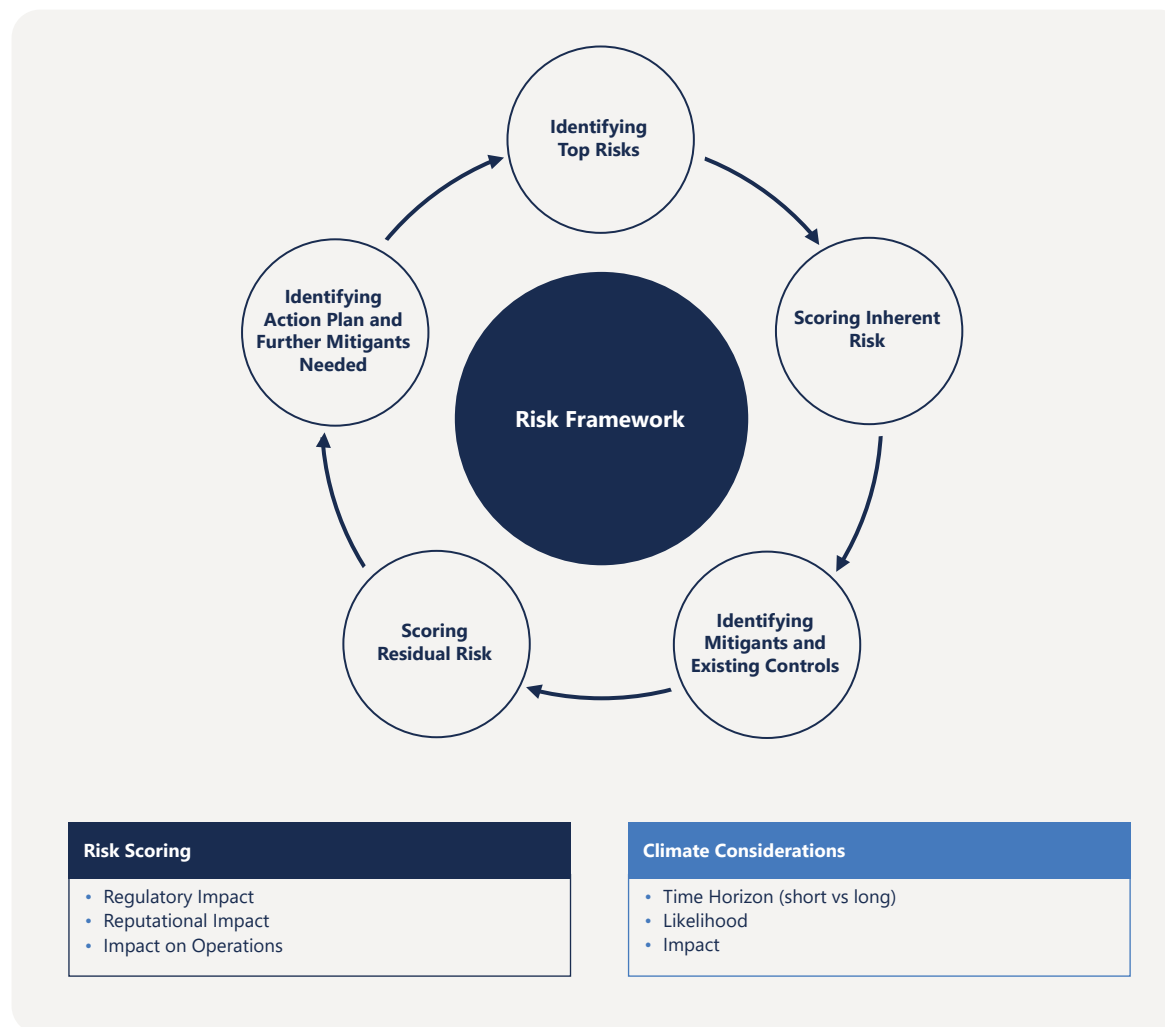 Identifying
Top Risks
Scoring Inherent
Risk
Identifying
Mitigants and
Existing Controls
Scoring
Residual Risk
Identifying
Action Plan and
Further Mitigants
Needed
Risk Framework
Risk Scoring
• Regulatory Impact
• Reputational Impact
• Impact on Operations
Climate Considerations
• Time Horizon (short vs long)
• Likelihood
• Impact